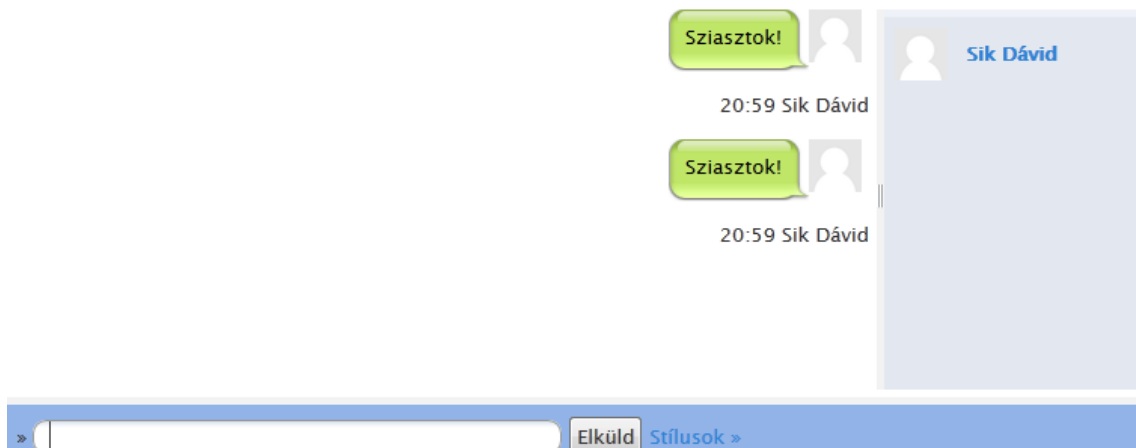 Sziasztok!
20:59 Sik Dávid
Sziasztok!
20:59 Sik Dávid
Sik Dávid
» Elküld Stílusok »